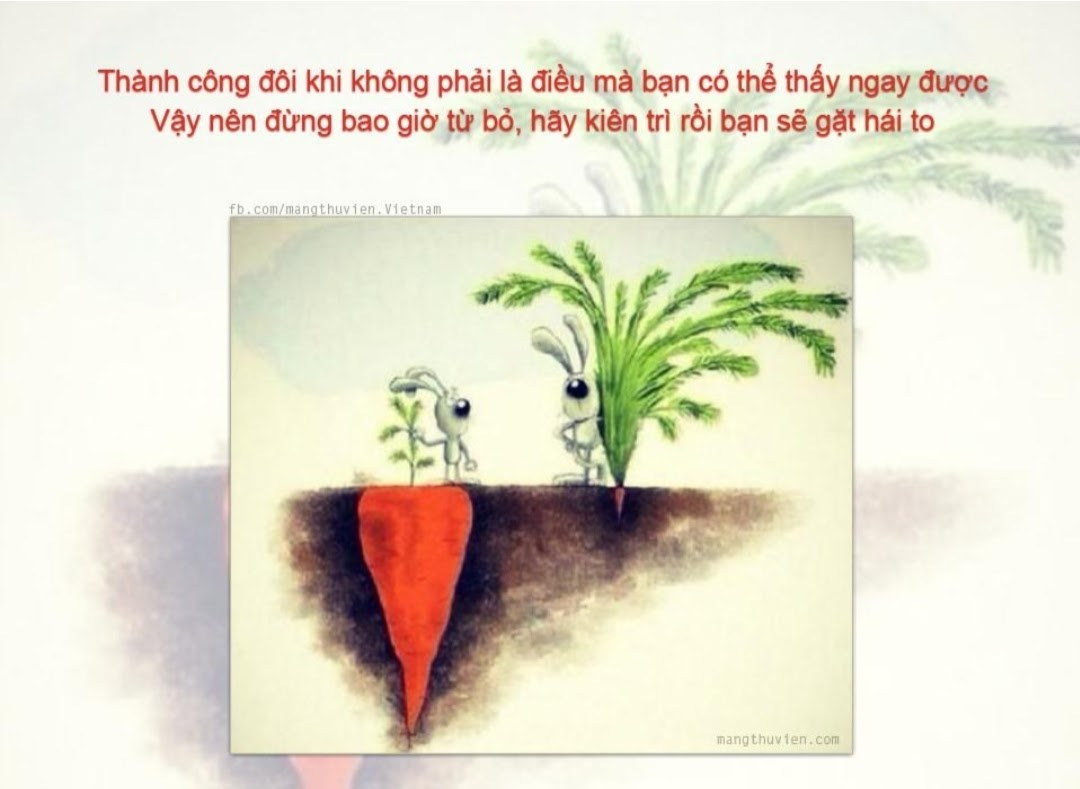 Thành công đôi khi không phải là điều mà bạn có thể thấy ngay được
Vậy nên đừng bao giờ từ bỏ, hãy kiên trì rồi bạn sẽ gặt hái to
fb.com/mangthuvien.Vietnam
mangthuvien.com